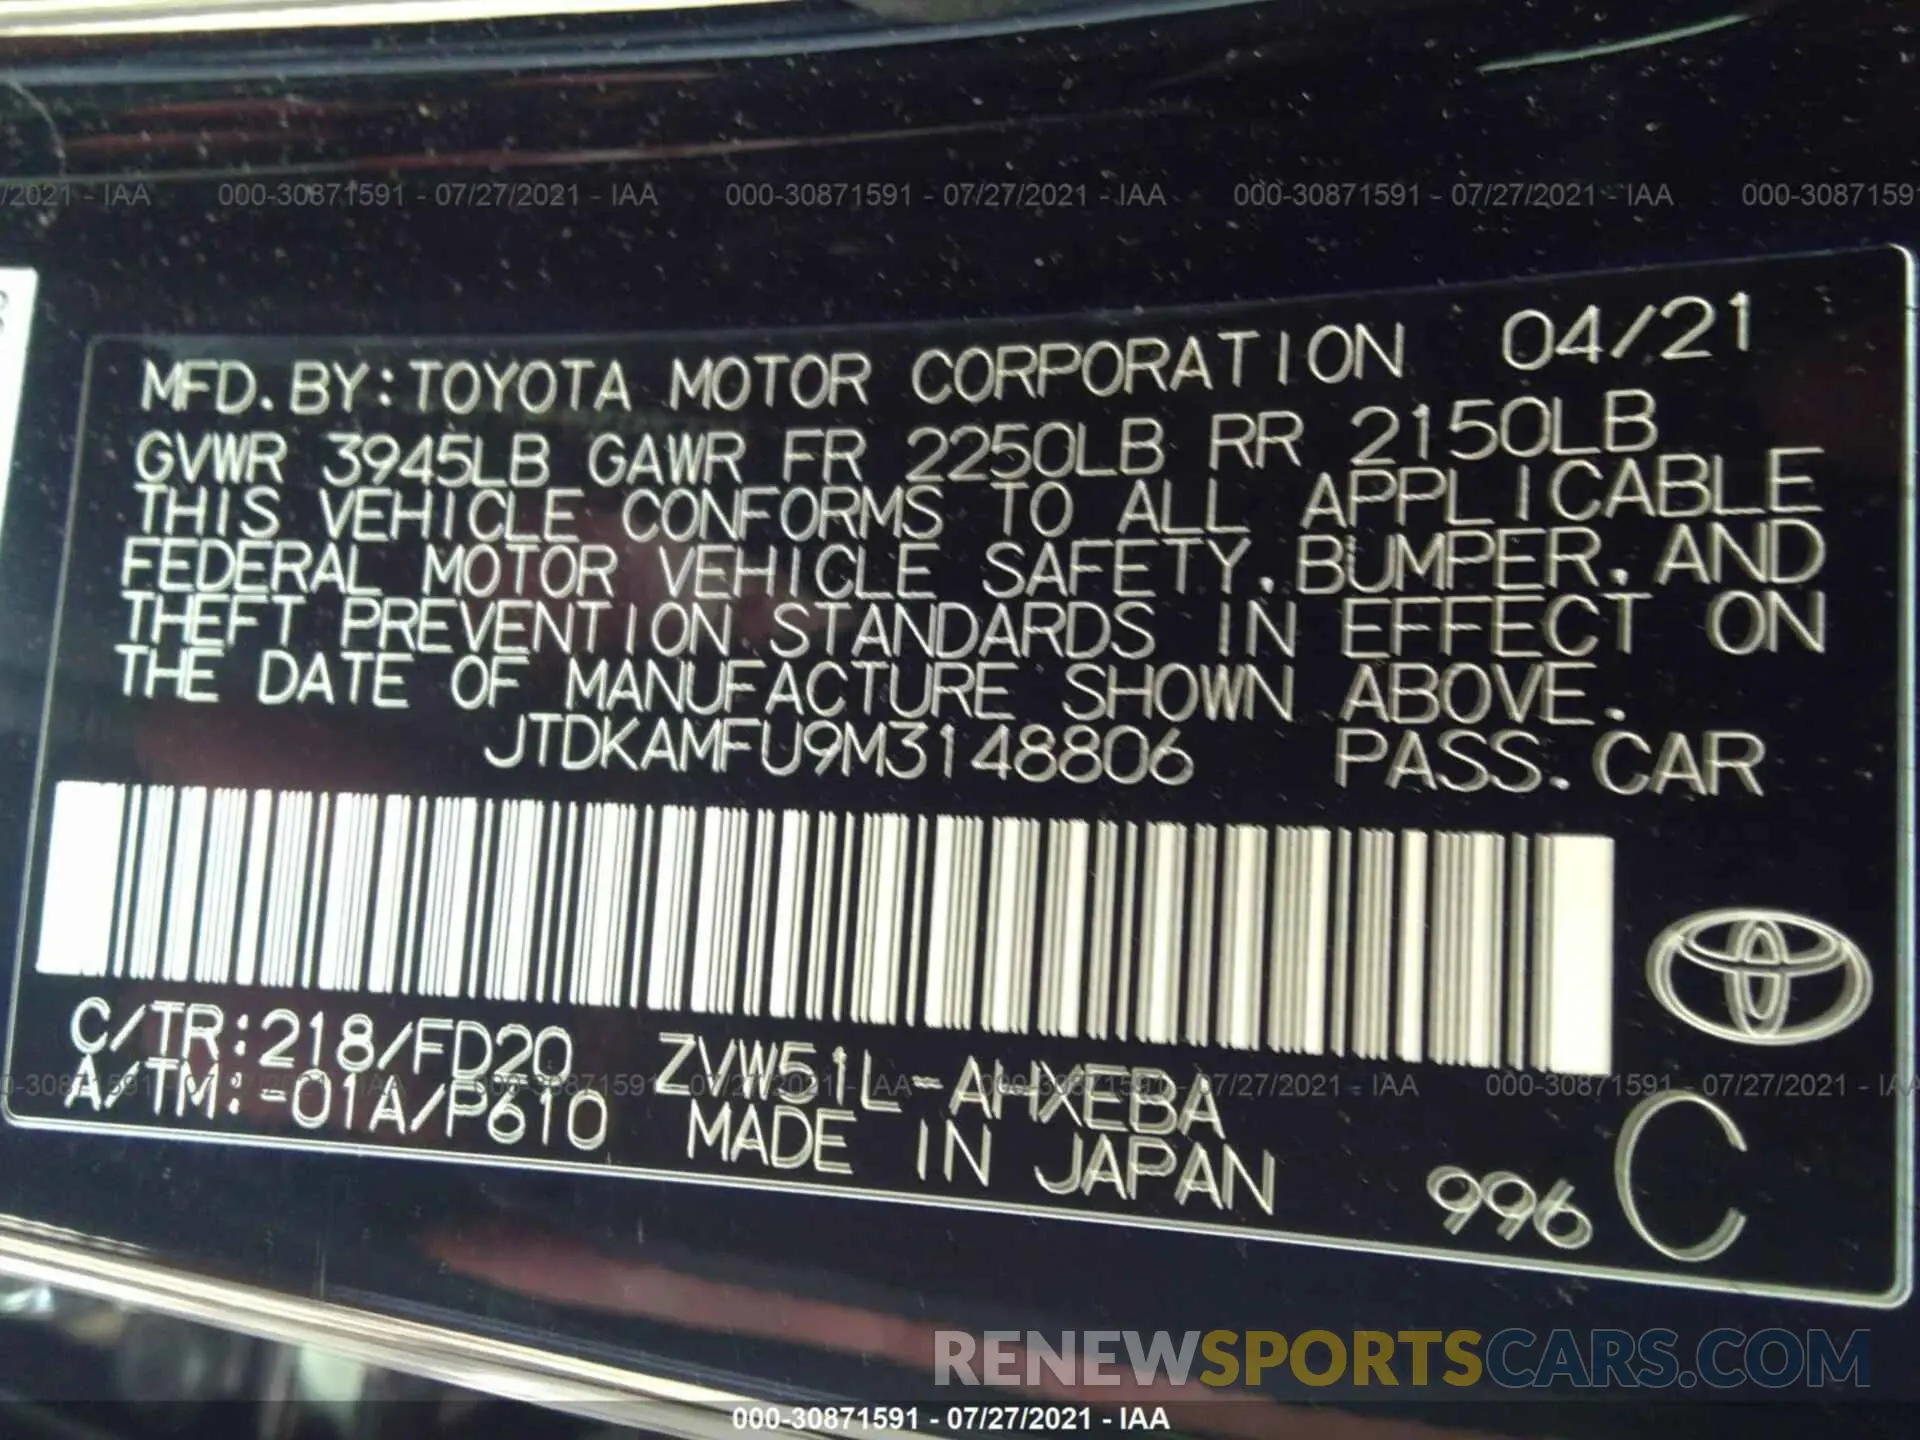 /2021 - IAA 000-30871591 - 07/27/2021 - IAA 000-30871591 - 07/27/2021 - IAA 000-30871591 - 07/27/2021 - IAA 000-3087159
MFD. BY: TOYOTA MOTOR CORPORATION 04/21
GVWR 3945LB GAWR FR 2250LB RR 2150LB
THIS VEHICLE CONFORMS TO ALL APPLICABLE
FEDERAL MOTOR VEHICLE SAFETY, BUMPER, AND
THEFT PREVENTION STANDARDS IN EFFECT ON
THE DATE OF MANUFACTURE SHOWN ABOVE.
JTDKAMFU9M3148806 PASS. CAR
C/TR: 218/FD20 ZVW51L-AHXEBA
A/TM: -01A/P610 MADE IN JAPAN
996 C
RENEWSPORTSCARS.COM
000-30871591 - 07/27/2021 - IAA